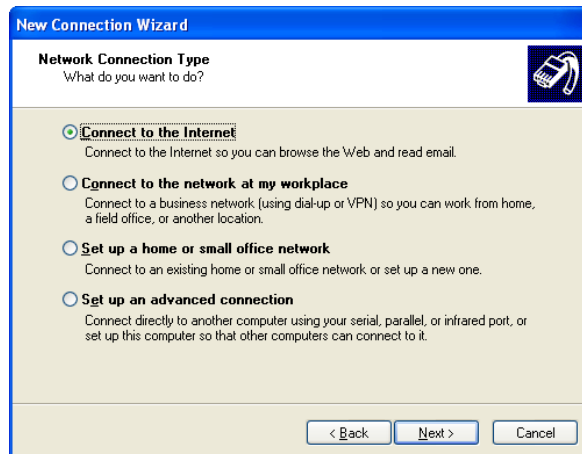 New Connection Wizard
Network Connection Type
What do you want to do?
Connect to the Internet
Connect to the Internet so you can browse the Web and read email.
Connect to the network at my workplace
Connect to a business network (using dial-up or VPN) so you can work from home,
a field office, or another location.
Set up a home or small office network
Connect to an existing home or small office network or set up a new one.
Set up an advanced connection
Connect directly to another computer using your serial, parallel, or infrared port, or
set up this computer so that other computers can connect to it.
< Back Next > Cancel